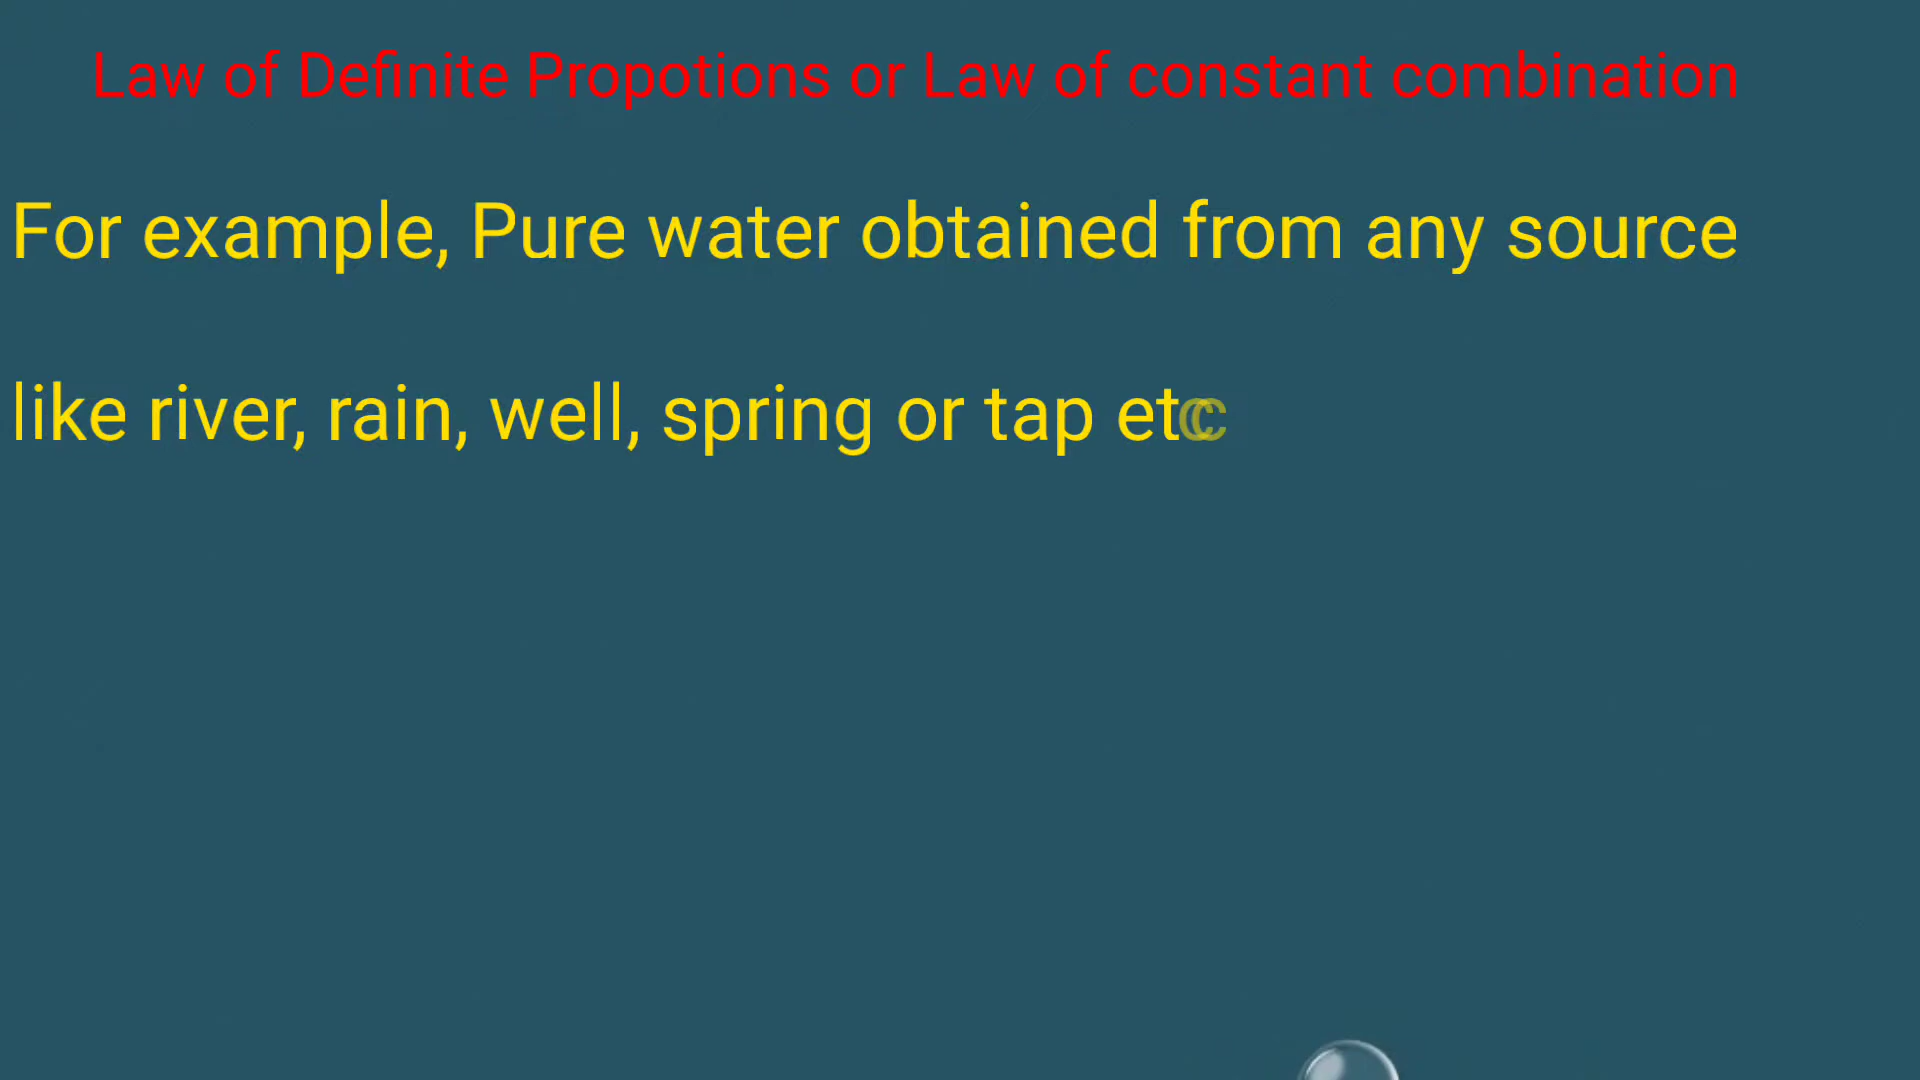 Law of Definite Propotions or Law of constant combination
For example, Pure water obtained from any source
like river, rain, well, spring or tap etc